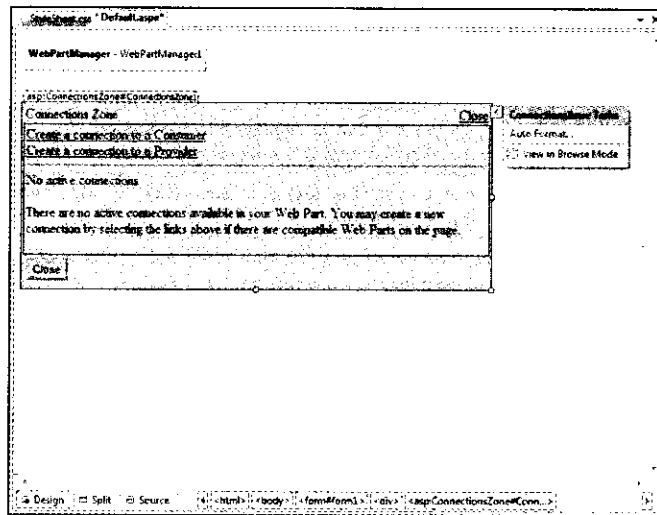 StyleSheet.css* Default.aspx*
WebPartManager - WebPartManager1
asp:ConnectionsZone#ConnectionsZone1
Connections Zone Close
Create a connection to a Consumer
Create a connection to a Provider
No active connections
There are no active connections available in your Web Part. You may create a new
connection by selecting the links above if there are compatible Web Parts on the page.
Close
ConnectionsZone Tasks
Auto Format...
View in Browse Mode
Design Split Source <html> <body> <form#form1> <div> <asp:ConnectionsZone#Conn...>